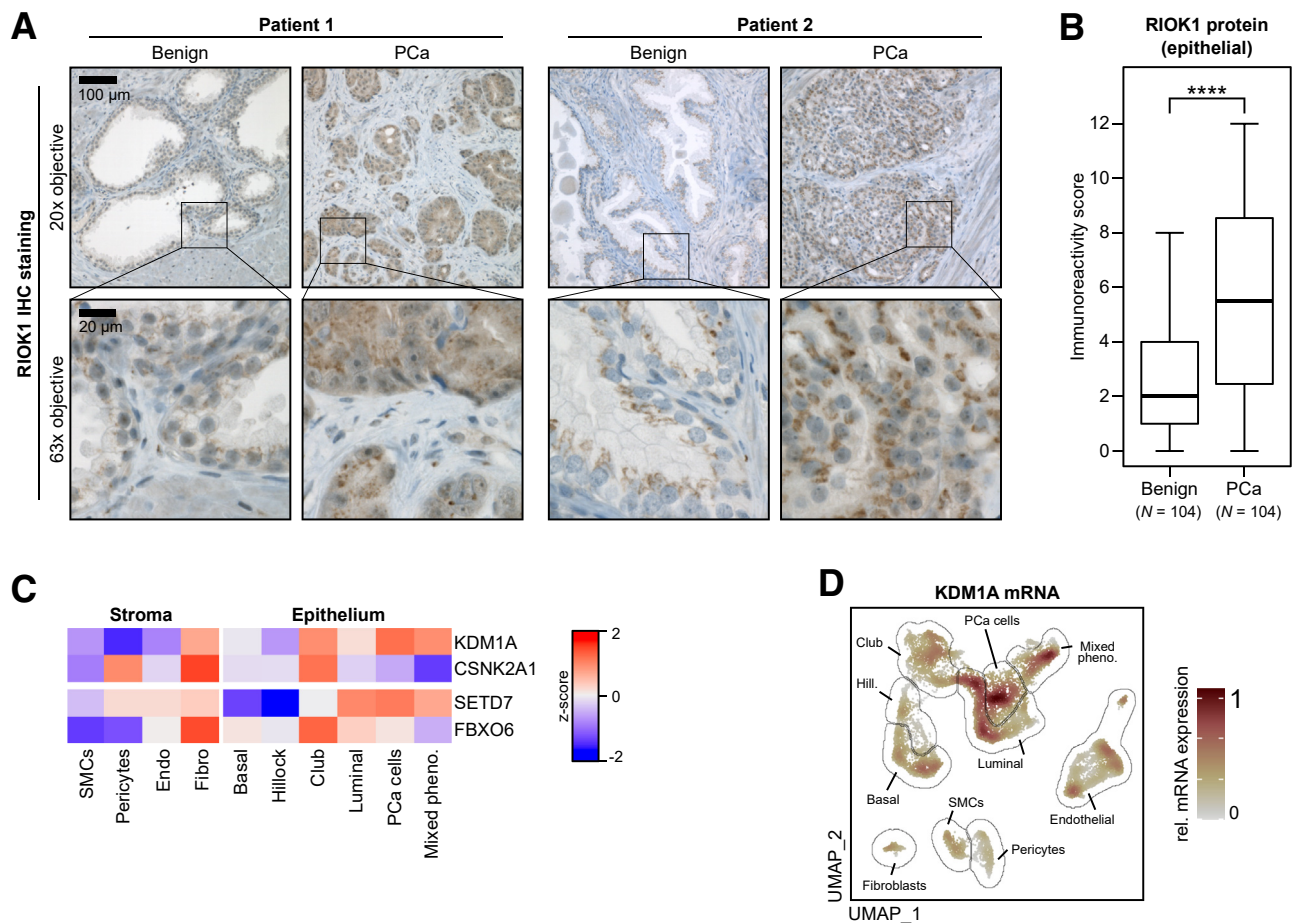 A
Patient 1
Patient 2
Benign
PCa
Benign
PCa
RIOK1 IHC staining
20x objective
63x objective
100 µm
20 µm
B
RIOK1 protein
(epithelial)
****
Immunoreactivity score
12
10
8
6
4
2
0
Benign
(N = 104)
PCa
(N = 104)
C
Stroma
Epithelium
KDM1A
CSNK2A1
SETD7
FBXO6
SMCs
Pericytes
Endo
Fibro
Basal
Hillock
Club
Luminal
PCa cells
Mixed pheno.
z-score
2
0
-2
D
KDM1A mRNA
PCa cells
Club
Mixed
pheno.
Hill.
Luminal
Basal
Endothelial
SMCs
Pericytes
Fibroblasts
UMAP_2
UMAP_1
rel. mRNA expression
1
0